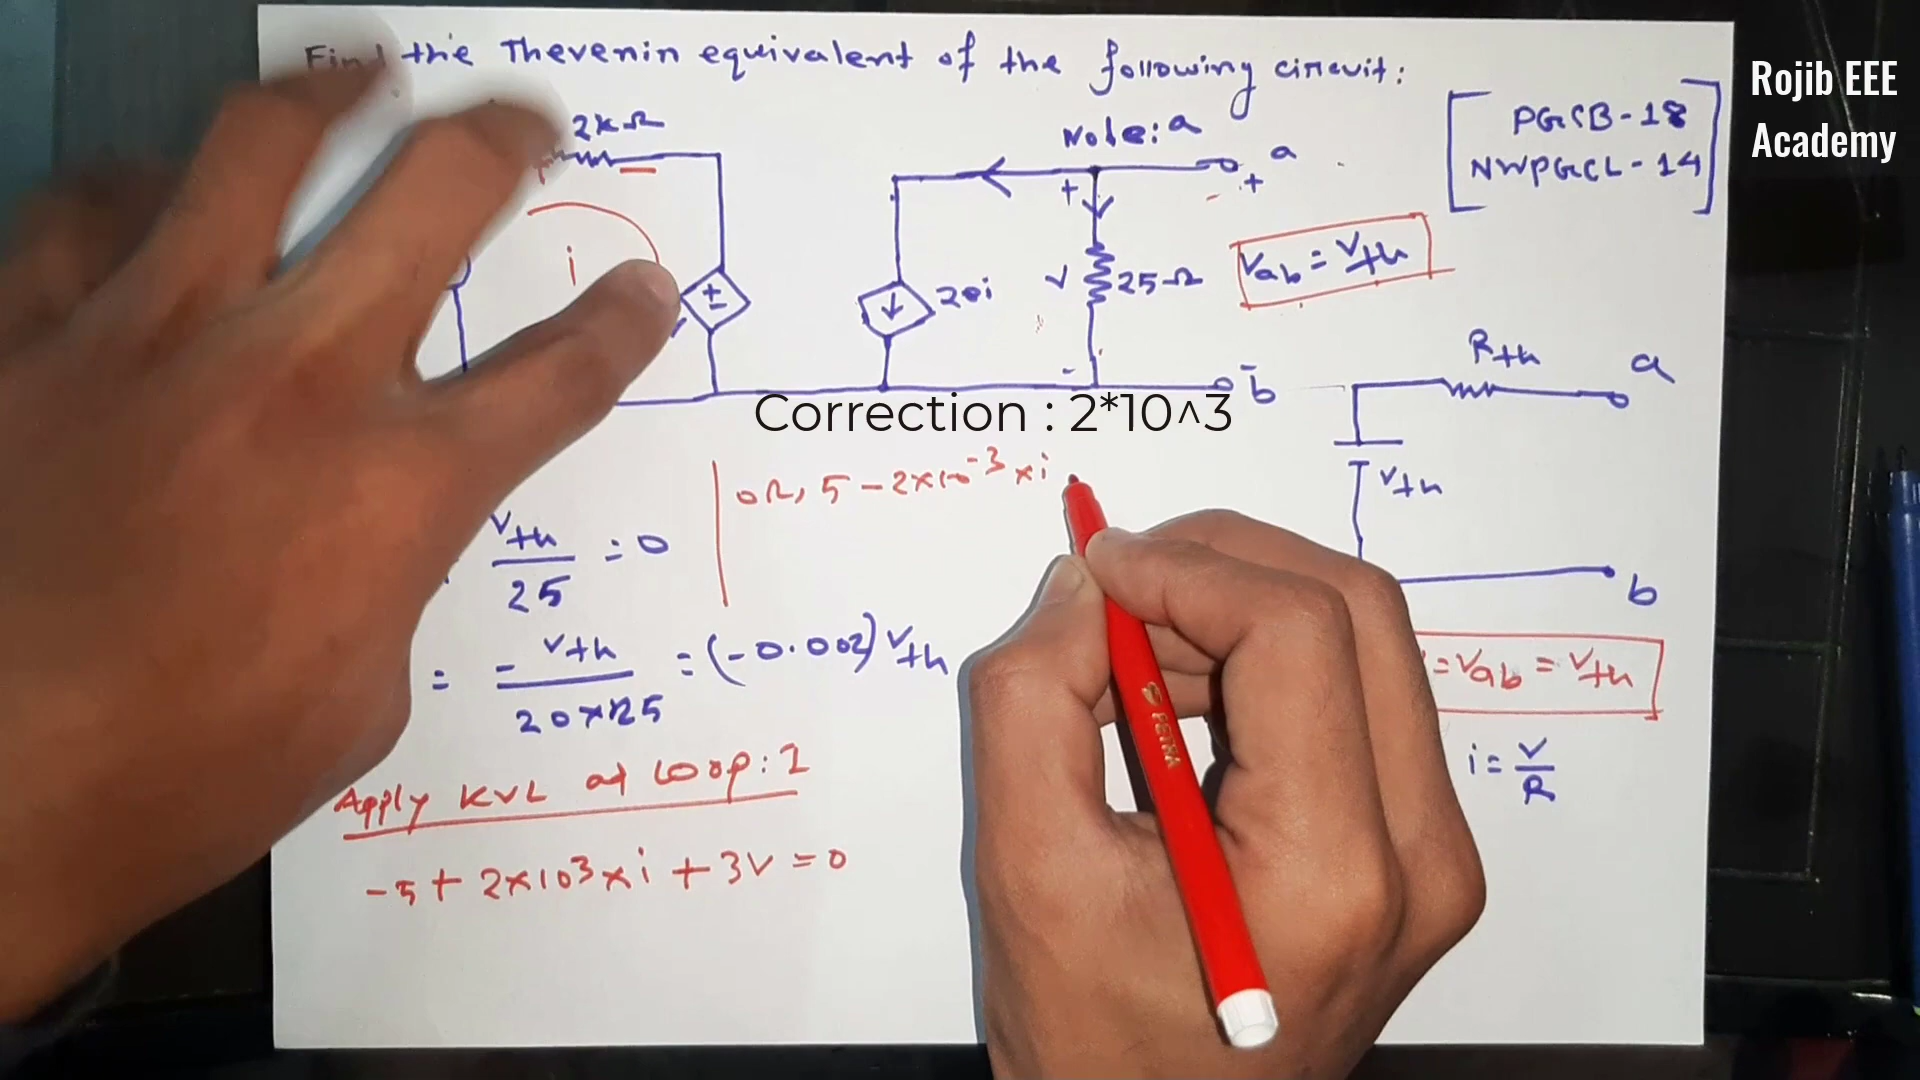 Find the Thevenin equivalent of the following circuit:
Rojib EEE
Academy
[PGCB-18
NWPGCL-14]
2kΩ
Node: a
a
+
+
i
+
-
20i
V
25Ω
Vab = Vth
-
-
b
Correction : 2*10^3
Rth
a
Vth
b
OR, 5 - 2×10^-3 × i
Vth/25 = 0
= -Vth/(20×25) = (-0.002) Vth
= Vab = Vth
Apply KVL at Loop: 1
i = V/R
-5 + 2×10^3 × i + 3V = 0
PETRA